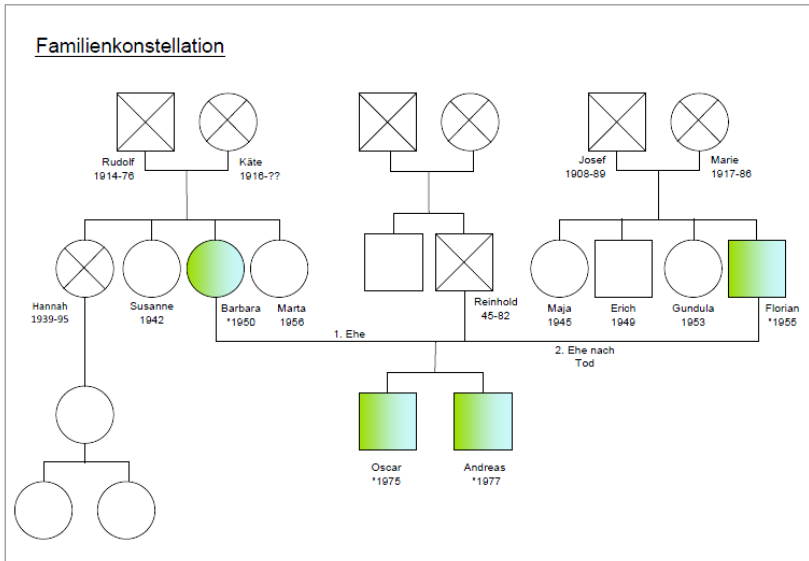 Familienkonstellation
Rudolf
1914-76
Käte
1916-??
Josef
1908-89
Marie
1917-86
Hannah
1939-95
Susanne
1942
Barbara
*1950
Marta
1956
Reinhold
45-82
Maja
1945
Erich
1949
Gundula
1953
Florian
*1955
1. Ehe
2. Ehe nach
Tod
Oscar
*1975
Andreas
*1977